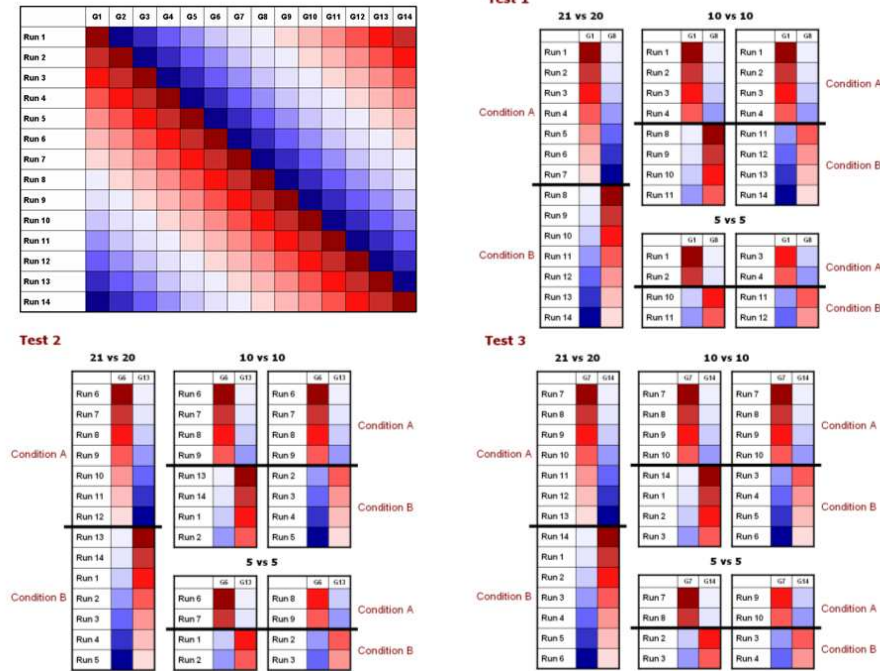 G1 G2 G3 G4 G5 G6 G7 G8 G9 G10 G11 G12 G13 G14
Run 1
Run 2
Run 3
Run 4
Run 5
Run 6
Run 7
Run 8
Run 9
Run 10
Run 11
Run 12
Run 13
Run 14
Test 1
21 vs 20
G1 G8
Run 1
Run 2
Run 3
Run 4
Run 5
Run 6
Run 7
Run 8
Run 9
Run 10
Run 11
Run 12
Run 13
Run 14
Condition A
Condition B
10 vs 10
G1 G8
Run 1
Run 2
Run 3
Run 4
Run 8
Run 9
Run 10
Run 11
G1 G8
Run 1
Run 2
Run 3
Run 4
Run 11
Run 12
Run 13
Run 14
Condition A
Condition B
5 vs 5
G1 G8
Run 1
Run 2
Run 10
Run 11
G1 G8
Run 3
Run 4
Run 11
Run 12
Condition A
Condition B
Test 2
21 vs 20
G6 G13
Run 6
Run 7
Run 8
Run 9
Run 10
Run 11
Run 12
Run 13
Run 14
Run 1
Run 2
Run 3
Run 4
Run 5
Condition A
Condition B
10 vs 10
G6 G13
Run 6
Run 7
Run 8
Run 9
Run 13
Run 14
Run 1
Run 2
G6 G13
Run 6
Run 7
Run 8
Run 9
Run 2
Run 3
Run 4
Run 5
Condition A
Condition B
5 vs 5
G6 G13
Run 6
Run 7
Run 1
Run 2
G6 G13
Run 8
Run 9
Run 2
Run 3
Condition A
Condition B
Test 3
21 vs 20
G7 G14
Run 7
Run 8
Run 9
Run 10
Run 11
Run 12
Run 13
Run 14
Run 1
Run 2
Run 3
Run 4
Run 5
Run 6
Condition A
Condition B
10 vs 10
G7 G14
Run 7
Run 8
Run 9
Run 10
Run 14
Run 1
Run 2
Run 3
G7 G14
Run 7
Run 8
Run 9
Run 10
Run 3
Run 4
Run 5
Run 6
Condition A
Condition B
5 vs 5
G7 G14
Run 7
Run 8
Run 2
Run 3
G7 G14
Run 9
Run 10
Run 3
Run 4
Condition A
Condition B